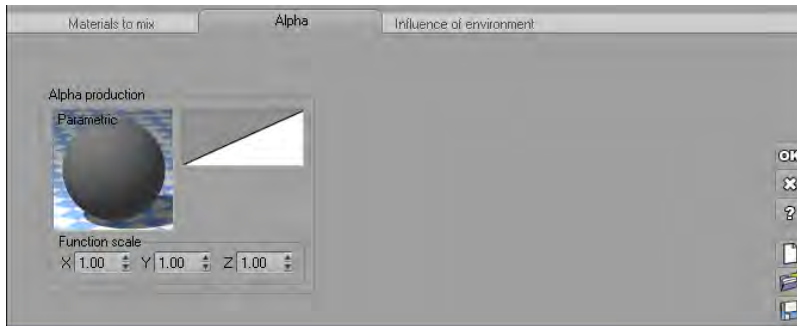 Materials to mix Alpha Influence of environment
Alpha production
Parametric
OK
?
Function scale
X 1.00 Y 1.00 Z 1.00